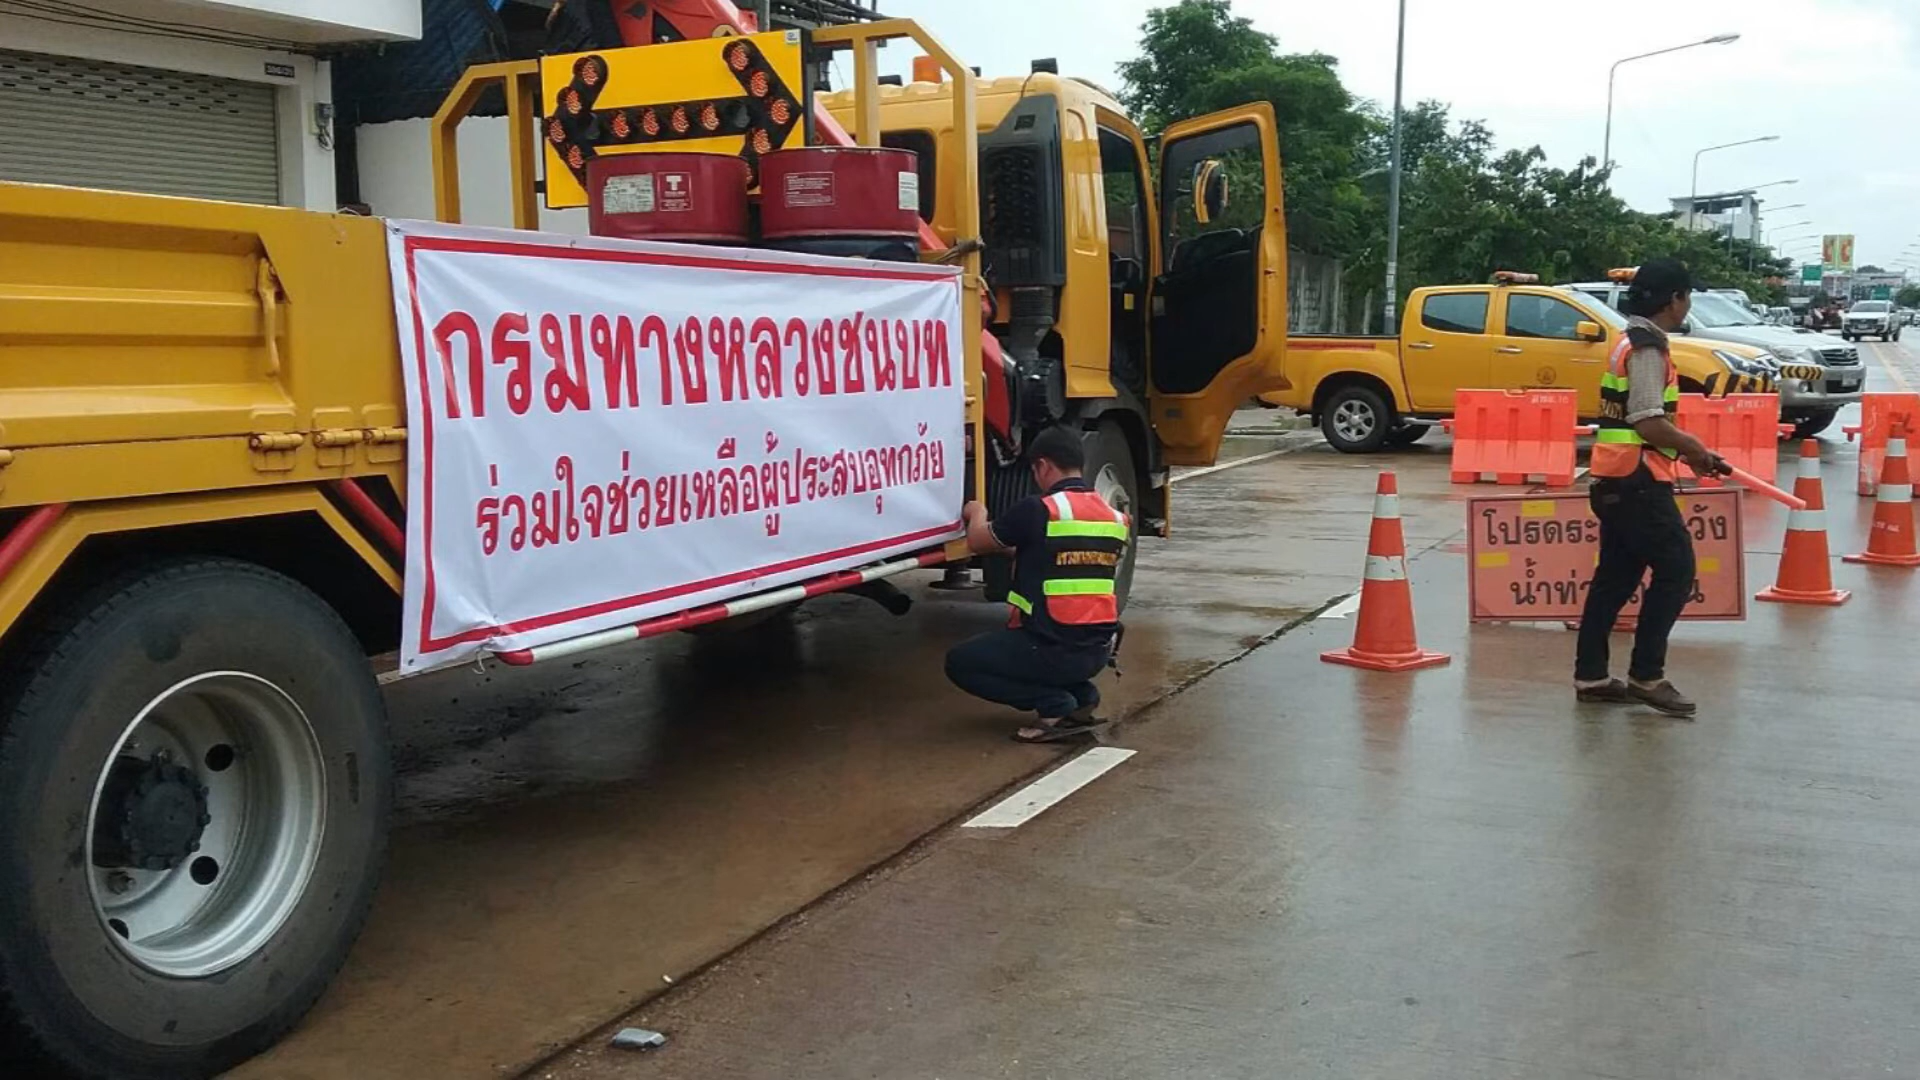 กรมทางหลวงชนบท
ร่วมใจช่วยเหลือผู้ประสบอุทกภัย
โปรดระ วัง
น้ำท่